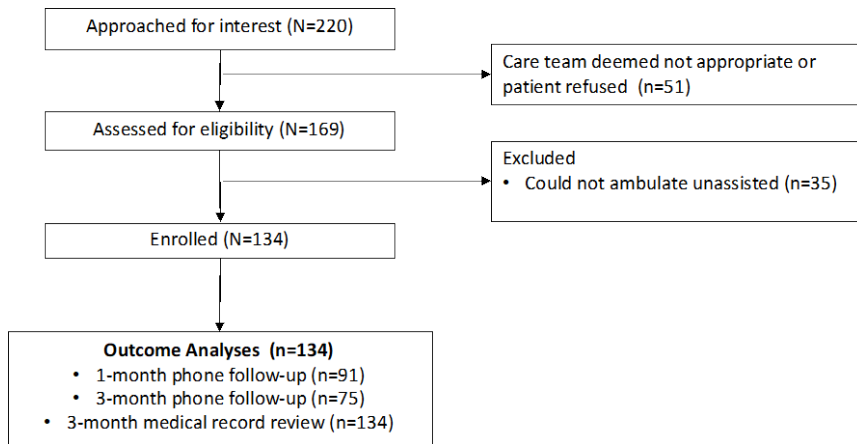 Approached for interest (N=220)
Care team deemed not appropriate or
patient refused (n=51)
Assessed for eligibility (N=169)
Excluded
• Could not ambulate unassisted (n=35)
Enrolled (N=134)
Outcome Analyses (n=134)
• 1-month phone follow-up (n=91)
• 3-month phone follow-up (n=75)
• 3-month medical record review (n=134)